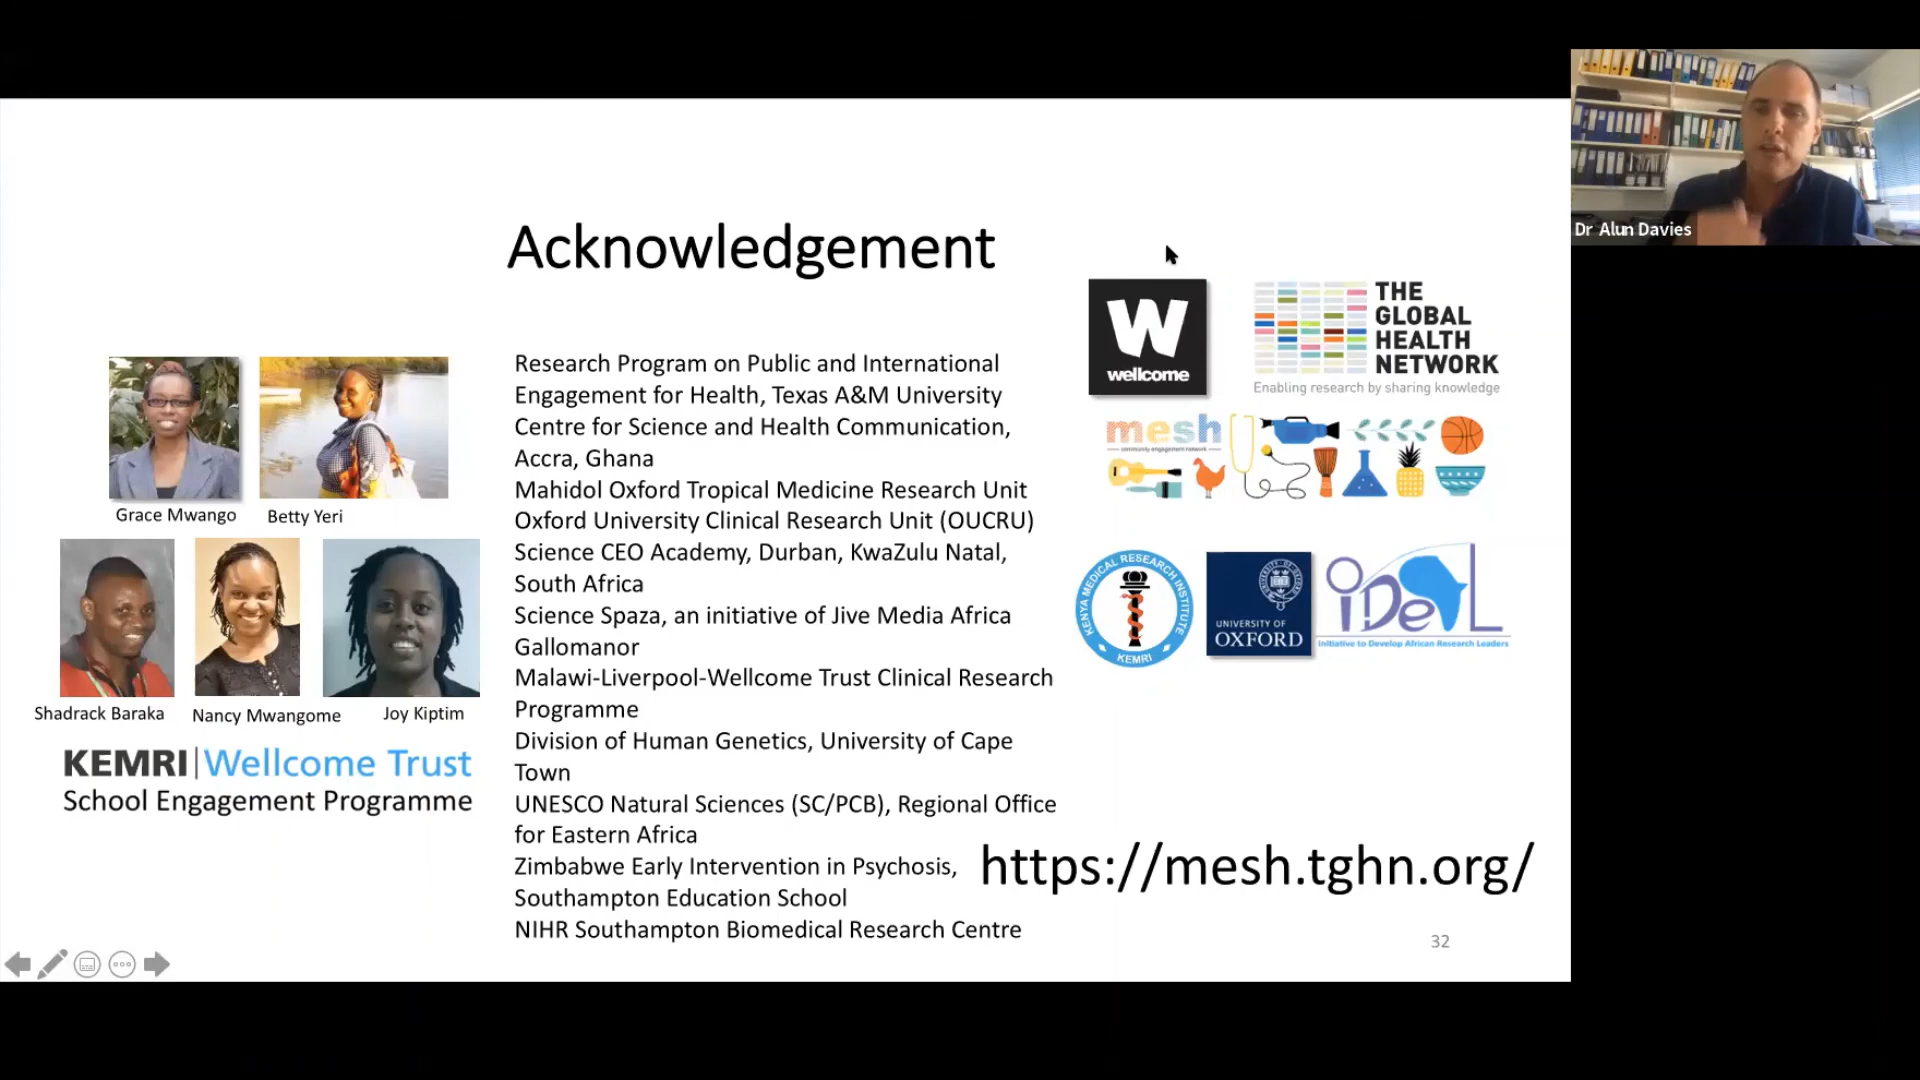 Dr Alun Davies
Acknowledgement
Grace Mwango
Betty Yeri
Shadrack Baraka
Nancy Mwangome
Joy Kiptim
KEMRI|Wellcome Trust
School Engagement Programme
Research Program on Public and International
Engagement for Health, Texas A&M University
Centre for Science and Health Communication,
Accra, Ghana
Mahidol Oxford Tropical Medicine Research Unit
Oxford University Clinical Research Unit (OUCRU)
Science CEO Academy, Durban, KwaZulu Natal,
South Africa
Science Spaza, an initiative of Jive Media Africa
Gallomanor
Malawi-Liverpool-Wellcome Trust Clinical Research
Programme
Division of Human Genetics, University of Cape
Town
UNESCO Natural Sciences (SC/PCB), Regional Office
for Eastern Africa
Zimbabwe Early Intervention in Psychosis,
Southampton Education School
NIHR Southampton Biomedical Research Centre
W
wellcome
THE
GLOBAL
HEALTH
NETWORK
Enabling research by sharing knowledge
mesh
community engagement network
KENYA MEDICAL RESEARCH INSTITUTE
KEMRI
UNIVERSITY OF
OXFORD
iDeAL
Initiative to Develop African Research Leaders
https://mesh.tghn.org/
32